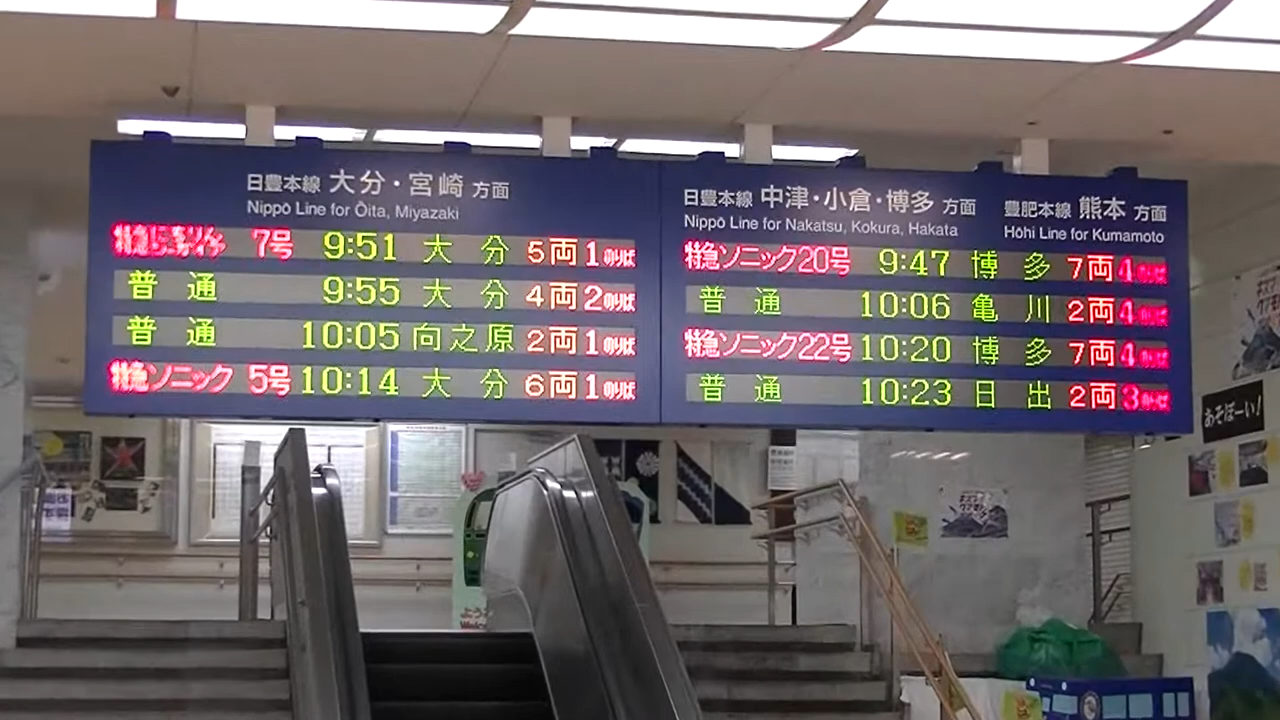 日豊本線 大分・宮崎 方面
Nippō Line for Ōita, Miyazaki
7号 9:51 大分 5両 1のりば
普通 9:55 大分 4両 2のりば
普通 10:05 向之原 2両 1のりば
特急ソニック 5号 10:14 大分 6両 1のりば
日豊本線 中津・小倉・博多 方面
Nippō Line for Nakatsu, Kokura, Hakata
豊肥本線 熊本 方面
Hōhi Line for Kumamoto
特急ソニック20号 9:47 博多 7両 4のりば
普通 10:06 亀川 2両 4のりば
特急ソニック22号 10:20 博多 7両 4のりば
普通 10:23 日出 2両 3のりば
あそぼーい!